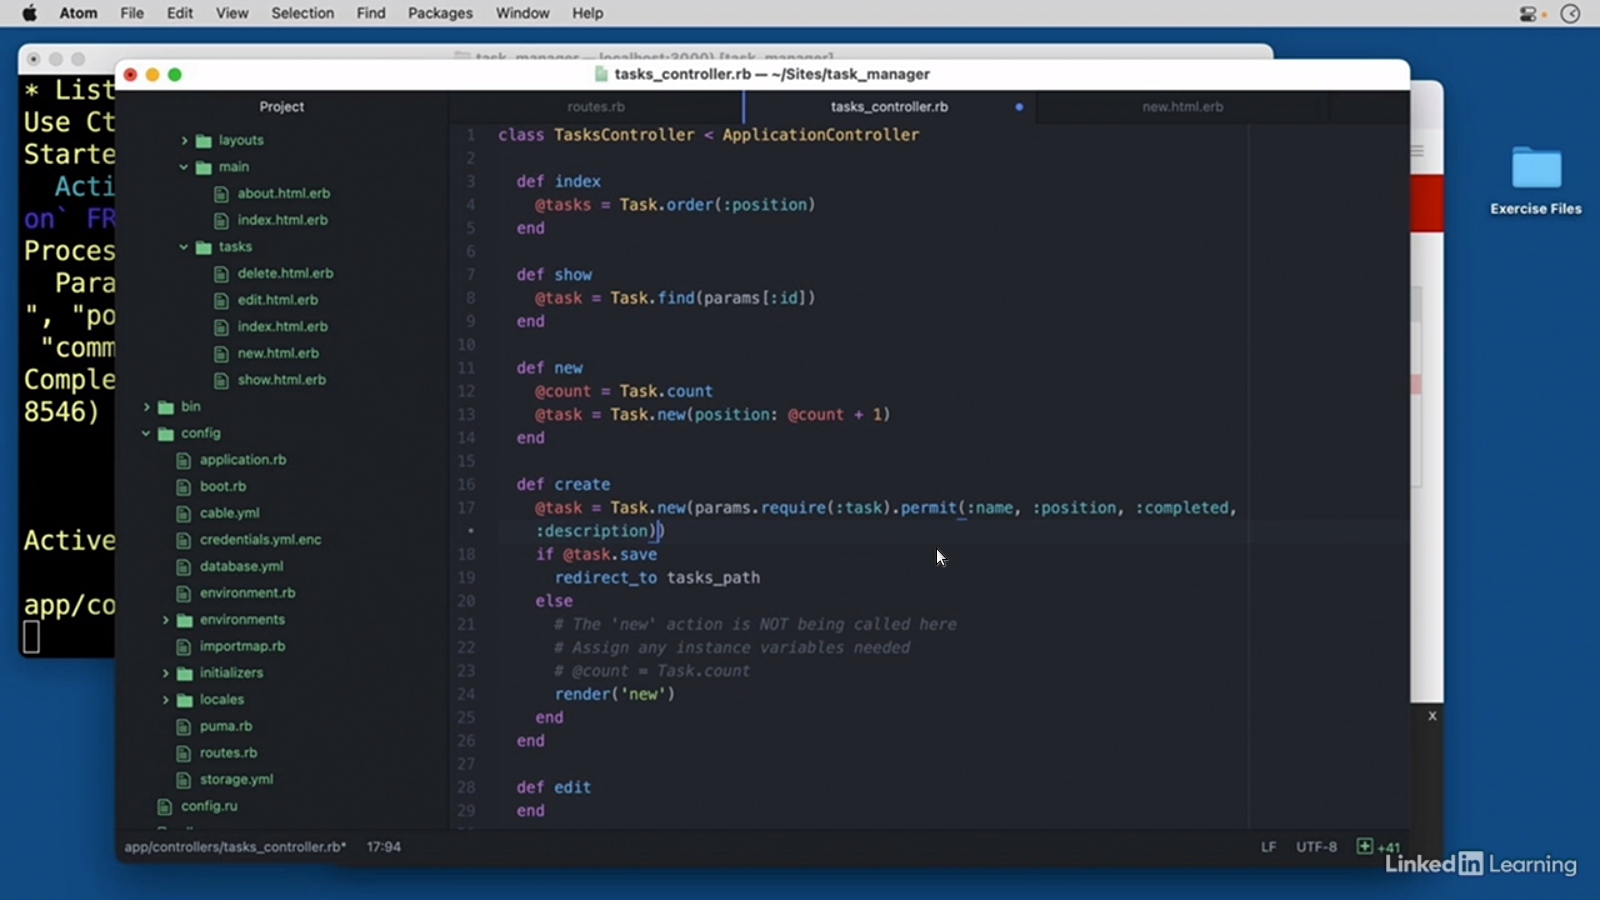 Atom File Edit View Selection Find Packages Window Help
task_manager — localhost:3000) [task_manager]
tasks_controller.rb — ~/Sites/task_manager
* List
Use Ct
Starte
Acti
on` FR
Proces
Para
", "po
"comm
Comple
8546)
Active
app/co
Project
layouts
main
about.html.erb
index.html.erb
tasks
delete.html.erb
edit.html.erb
index.html.erb
new.html.erb
show.html.erb
bin
config
application.rb
boot.rb
cable.yml
credentials.yml.enc
database.yml
environment.rb
environments
importmap.rb
initializers
locales
puma.rb
routes.rb
storage.yml
config.ru
routes.rb tasks_controller.rb new.html.erb
1 class TasksController < ApplicationController
2
3 def index
4 @tasks = Task.order(:position)
5 end
6
7 def show
8 @task = Task.find(params[:id])
9 end
10
11 def new
12 @count = Task.count
13 @task = Task.new(position: @count + 1)
14 end
15
16 def create
17 @task = Task.new(params.require(:task).permit(:name, :position, :completed,
• :description))
18 if @task.save
19 redirect_to tasks_path
20 else
21 # The 'new' action is NOT being called here
22 # Assign any instance variables needed
23 # @count = Task.count
24 render('new')
25 end
26 end
27
28 def edit
29 end
app/controllers/tasks_controller.rb* 17:94 LF UTF-8 +41
Exercise Files
x
LinkedIn Learning